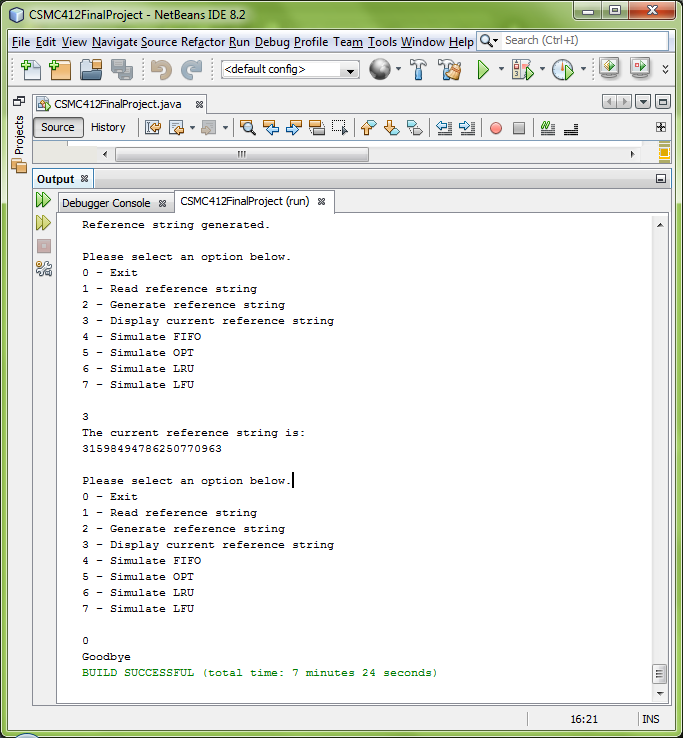 CSMC412FinalProject - NetBeans IDE 8.2
File Edit View Navigate Source Refactor Run Debug Profile Team Tools Window Help Search (Ctrl+I)
<default config>
Projects
CSMC412FinalProject.java
Source History
Output
Debugger Console CSMC412FinalProject (run)
Reference string generated.
Please select an option below.
0 - Exit
1 - Read reference string
2 - Generate reference string
3 - Display current reference string
4 - Simulate FIFO
5 - Simulate OPT
6 - Simulate LRU
7 - Simulate LFU
3
The current reference string is:
31598494786250770963
Please select an option below.
0 - Exit
1 - Read reference string
2 - Generate reference string
3 - Display current reference string
4 - Simulate FIFO
5 - Simulate OPT
6 - Simulate LRU
7 - Simulate LFU
0
Goodbye
BUILD SUCCESSFUL (total time: 7 minutes 24 seconds)
16:21 INS